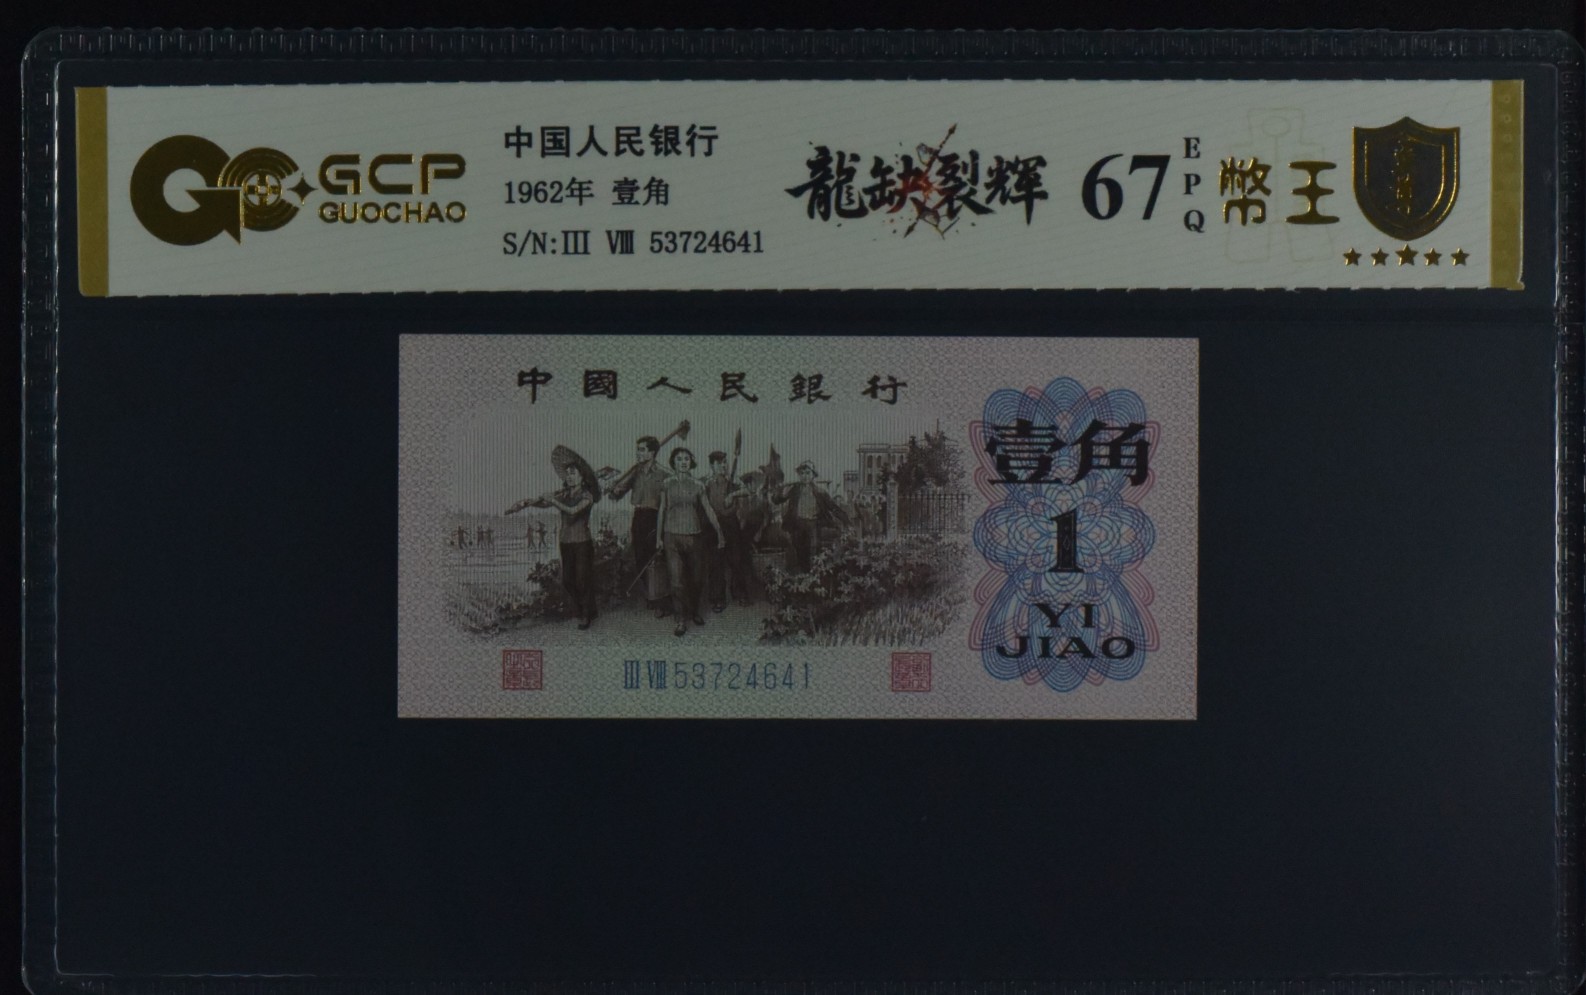 GCP
GUOCHAO
中国人民银行
1962年 壹角
S/N:III VIII 53724641
龍缺裂輝
67
EPQ
幣王
中國人民銀行
壹角
1
YI
JIAO
III VIII 53724641